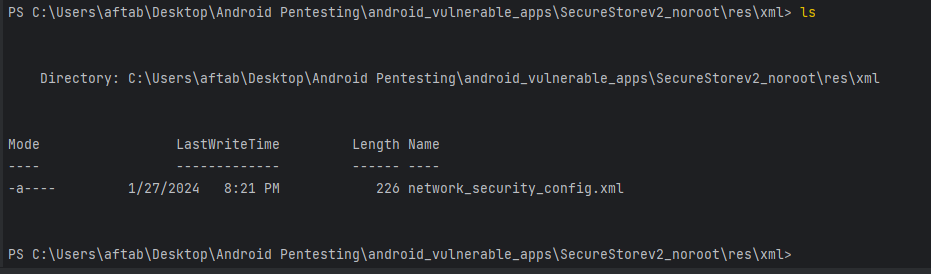 PS C:\Users\aftab\Desktop\Android Pentesting\android_vulnerable_apps\SecureStorev2_noroot\res\xml> ls
Directory: C:\Users\aftab\Desktop\Android Pentesting\android_vulnerable_apps\SecureStorev2_noroot\res\xml
Mode                 LastWriteTime         Length Name
----                 -------------         ------ ----
-a----         1/27/2024   8:21 PM            226 network_security_config.xml
PS C:\Users\aftab\Desktop\Android Pentesting\android_vulnerable_apps\SecureStorev2_noroot\res\xml>